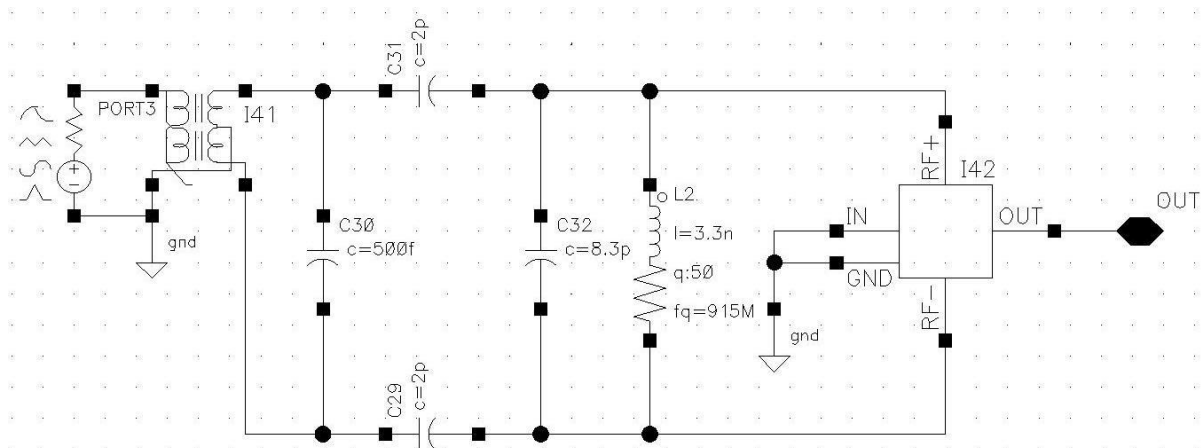 C31
c=2p
PORT3
I41
gnd
C30
c=500f
C32
c=8.3p
L2
l=3.3n
q:50
fq=915M
RF+
I42
IN
OUT
OUT
GND
RF-
gnd
C29
c=2p